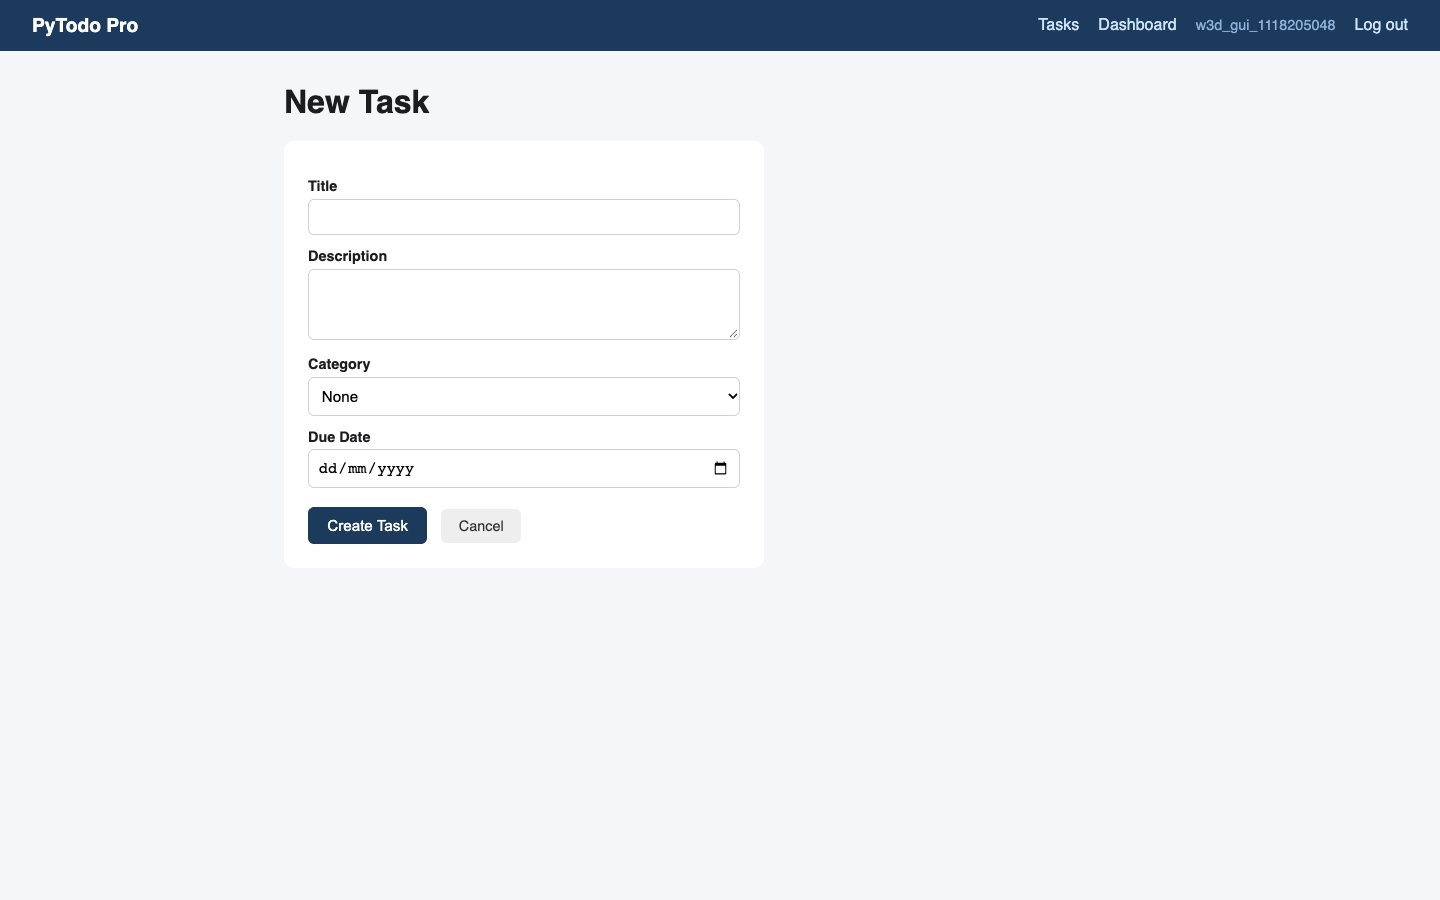 PyTodo Pro
Tasks Dashboard w3d_gui_1118205048 Log out
New Task
Title
Description
Category
None
Due Date
dd/mm/yyyy
Create Task Cancel